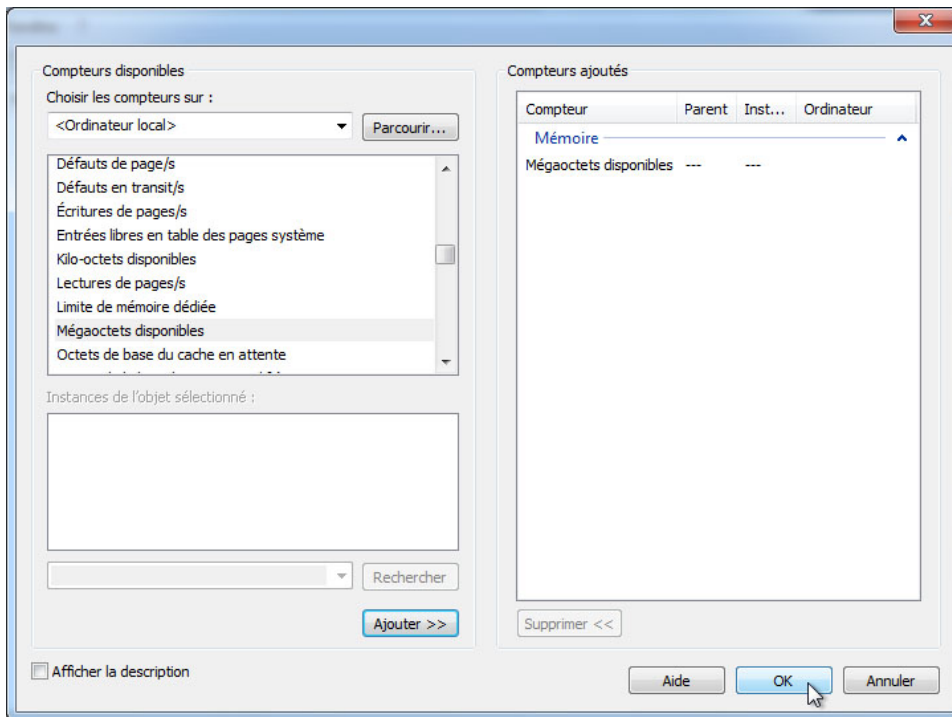 Compteurs disponibles
Choisir les compteurs sur :
<Ordinateur local>
Parcourir...
Défauts de page/s
Défauts en transit/s
Écritures de pages/s
Entrées libres en table des pages système
Kilo-octets disponibles
Lectures de pages/s
Limite de mémoire dédiée
Mégaoctets disponibles
Octets de base du cache en attente
Instances de l'objet sélectionné :
Rechercher
Ajouter >>
Afficher la description
Compteurs ajoutés
Compteur Parent Inst... Ordinateur
Mémoire
Mégaoctets disponibles --- ---
Supprimer <<
Aide OK Annuler